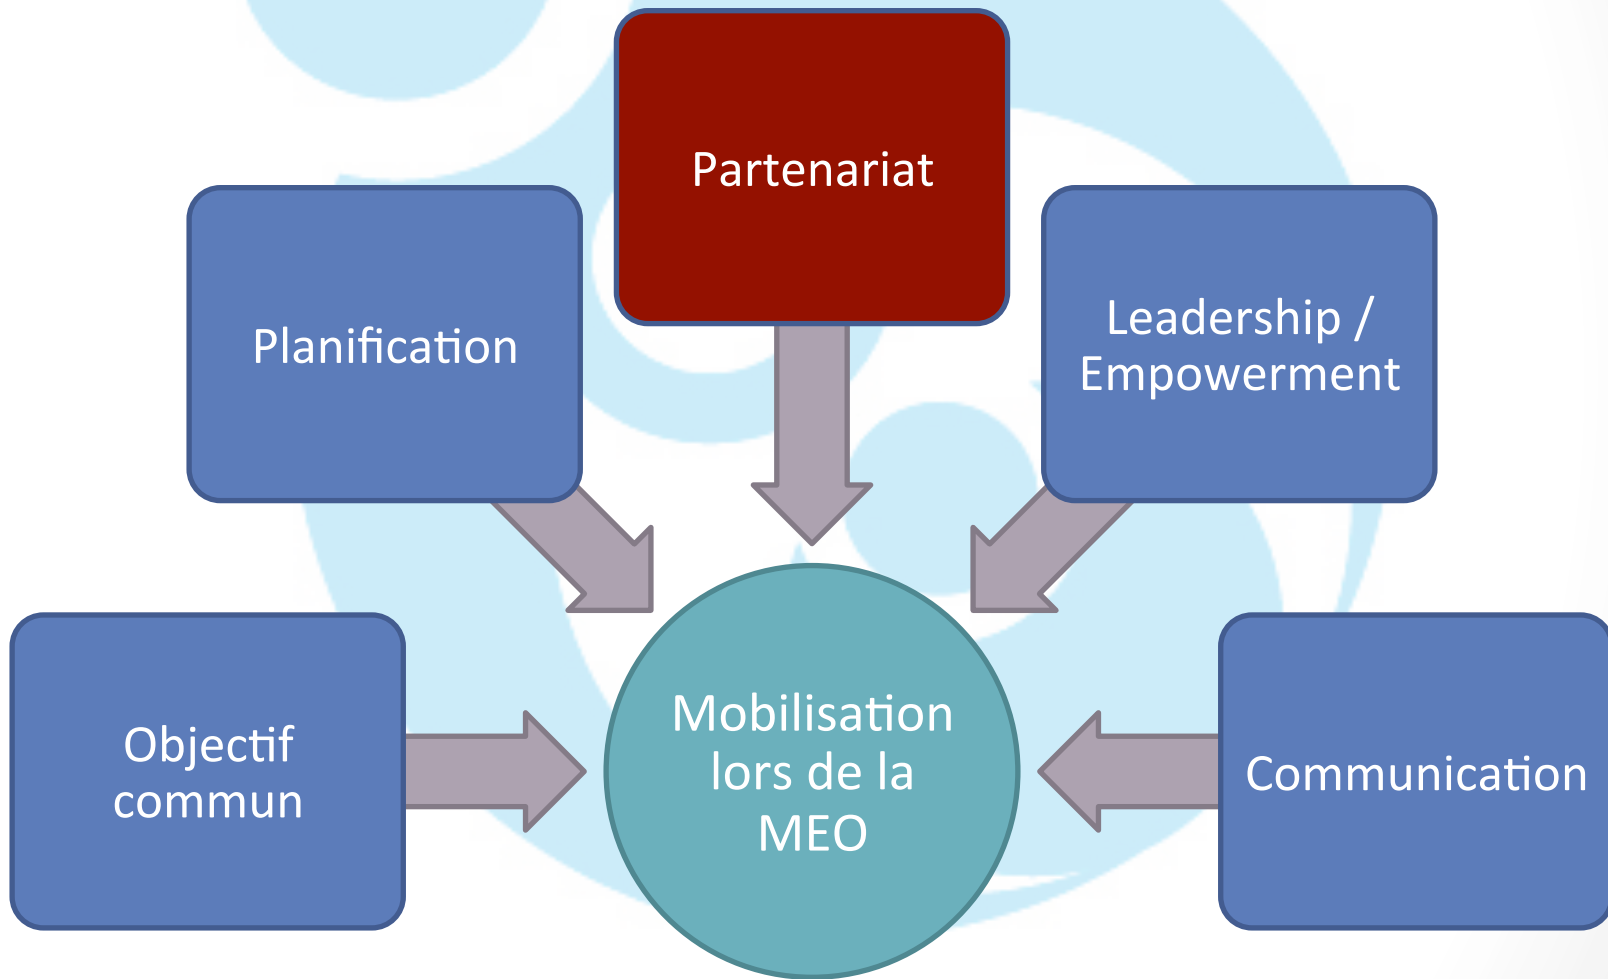 Partenariat
Planification
Leadership /
Empowerment
Objectif
commun
Mobilisation
lors de la
MEO
Communication